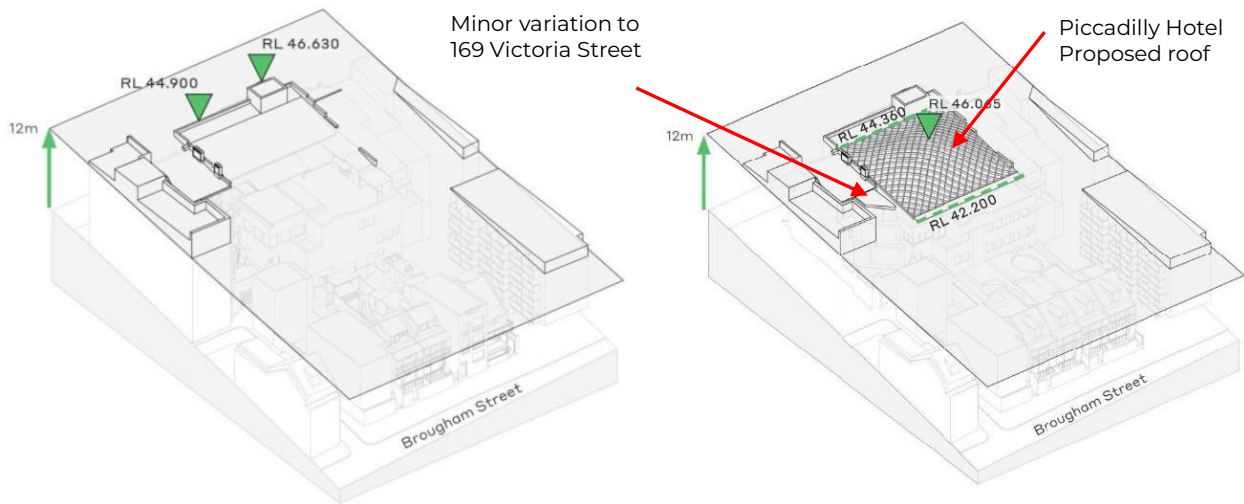 Minor variation to
169 Victoria Street
Piccadilly Hotel
Proposed roof
RL 46.630
RL 44.900
12m
Brougham Street
RL 46.065
RL 44.360
12m
RL 42.200
Brougham Street